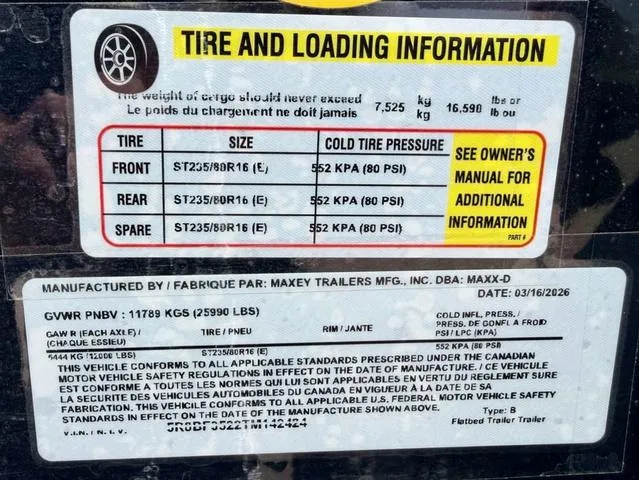 TIRE AND LOADING INFORMATION
The weight of cargo should never exceed 7,525 kg 16,590 lbs or
Le poids du chargement ne doit jamais kg lb ou
TIRE SIZE COLD TIRE PRESSURE SEE OWNER'S MANUAL FOR ADDITIONAL INFORMATION
FRONT ST235/80R16 (E) 552 KPA (80 PSI)
REAR ST235/80R16 (E) 552 KPA (80 PSI)
SPARE ST235/80R16 (E) 552 KPA (80 PSI)
PART #
MANUFACTURED BY / FABRIQUE PAR: MAXEY TRAILERS MFG., INC. DBA: MAXX-D
DATE: 03/16/2026
GVWR PNBV : 11789 KGS (25990 LBS)
GAWR (EACH AXLE) / TIRE / PNEU RIM / JANTE COLD INFL. PRESS. /
(CHAQUE ESSIEU) PRESS. DE GONFL A FROID
PSI / LPC (KPA)
5444 KG (12000 LBS) ST235/80R16 (E) 552 KPA (80 PSI)
THIS VEHICLE CONFORMS TO ALL APPLICABLE STANDARDS PRESCRIBED UNDER THE CANADIAN
MOTOR VEHICLE SAFETY REGULATIONS IN EFFECT ON THE DATE OF MANUFACTURE. / CE VEHICULE
EST CONFORME A TOUTES LES NORMES QUI LUI SONT APPLICABLES EN VERTU DU REGLEMENT SURE
LA SECURITE DES VEHICULES AUTOMOBILES DU CANADA EN VIGUEUR À LA DATE DE SA
FABRICATION. THIS VEHICILE CONFORMS TO ALL APPLICABLE U.S. FEDERAL MOTOR VEHICLE SAFETY
STANDARDS IN EFFECT ON THE DATE OF THE MANUFACTURE SHOWN ABOVE. Type: B
V.I.N. / N. I. V. 5R8DF3522TM142424 Flatbed Trailer Trailer